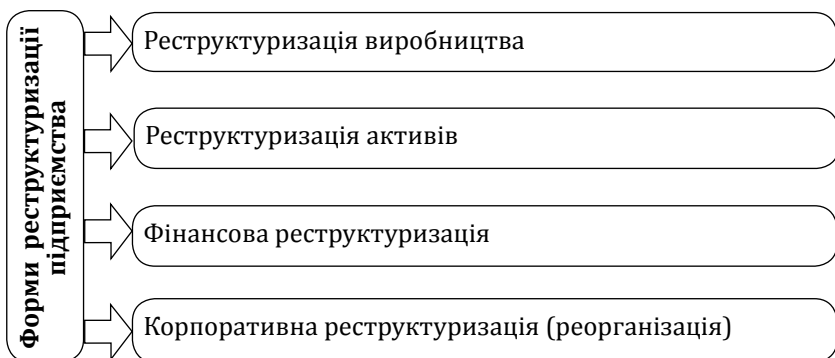 Форми реструктуризації
підприємства
Реструктуризація виробництва
Реструктуризація активів
Фінансова реструктуризація
Корпоративна реструктуризація (реорганізація)